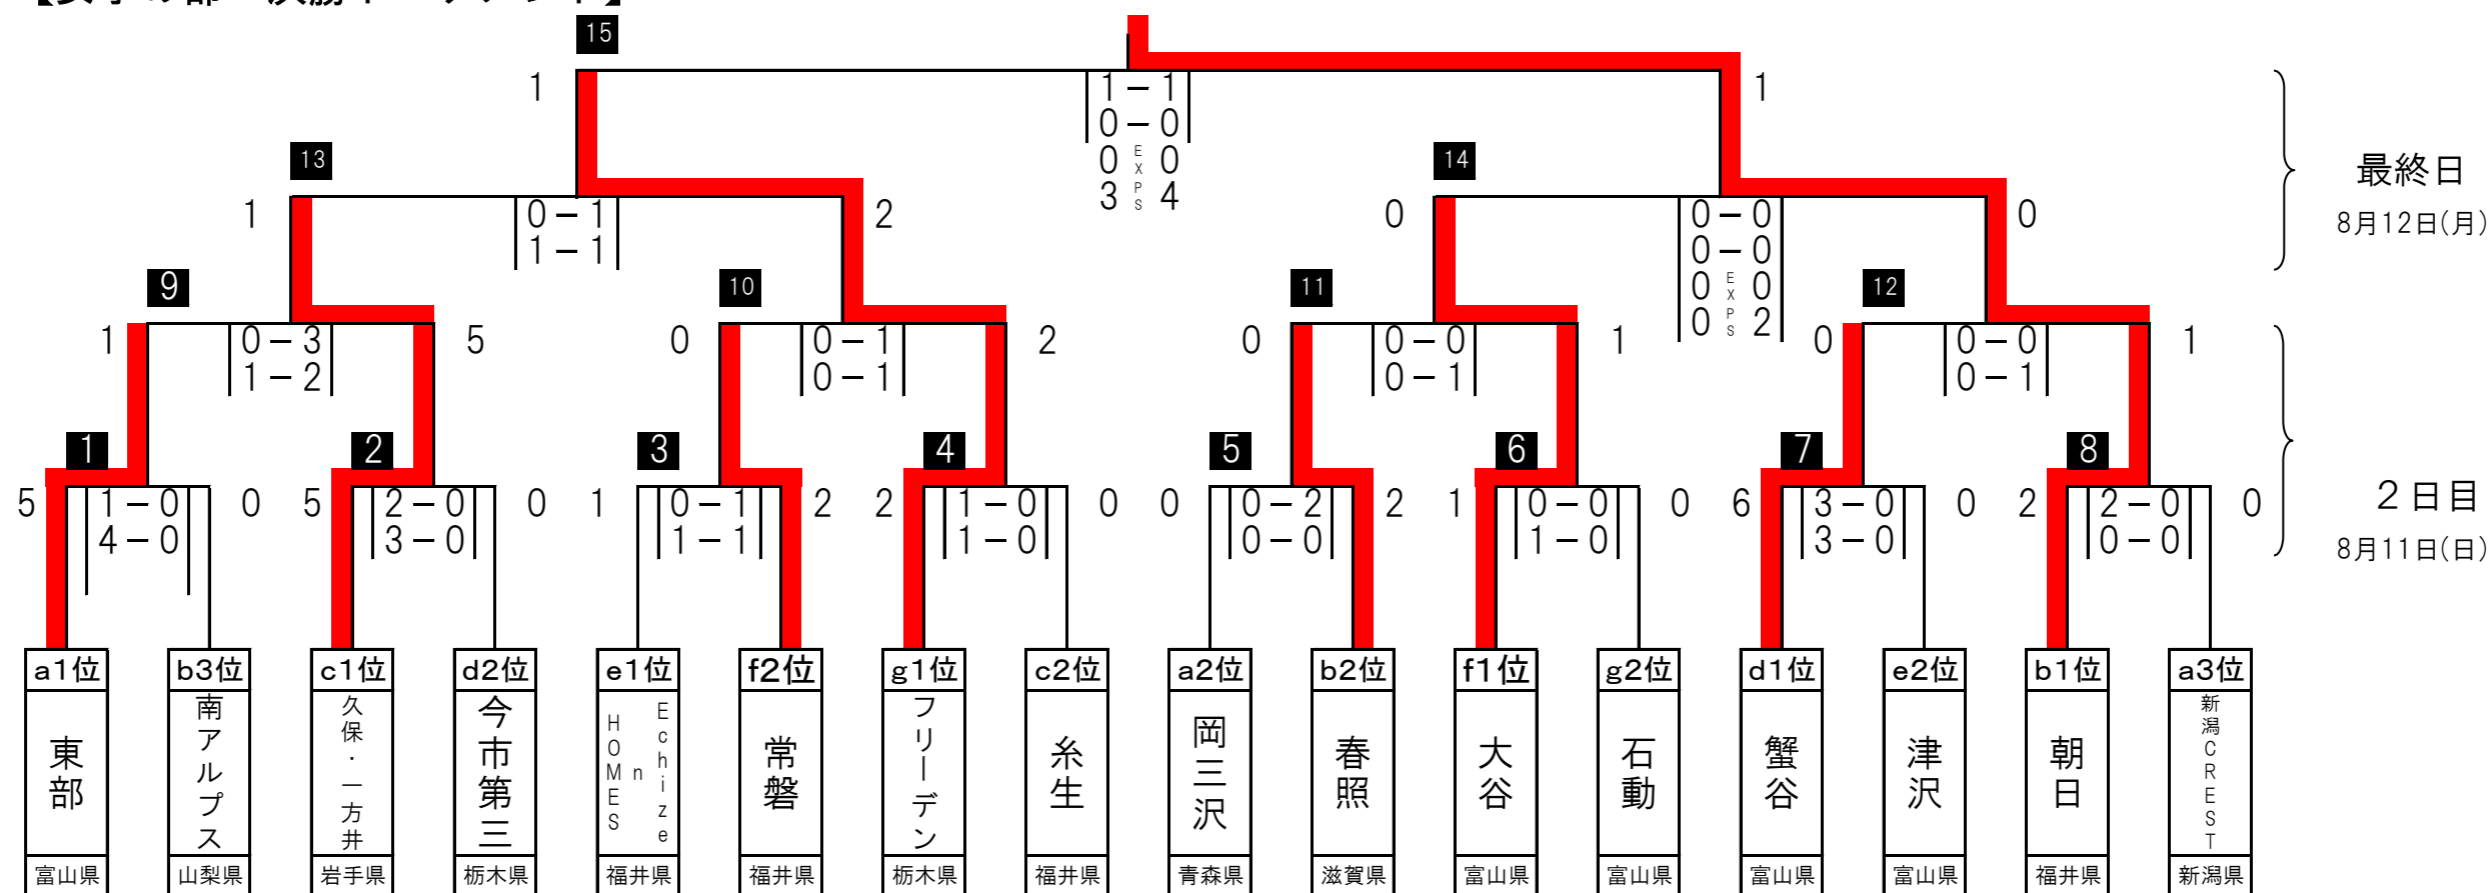 15
1 1-1 1
0-0
0 EX 0
3 PS 4
最終日
8月12日(月)
13
14
1 0-1 2
1-1
0 0-0 0
0-0
0 EX 0
0 PS 2
9
10
11
12
1 0-3 5
1-2
0 0-1 2
0-1
0 0-0 1
0-1
0 0-0 1
0-1
1
2
3
4
5
6
7
8
2日目
8月11日(日)
5 1-0 0
4-0
5 2-0 0
3-0
1 0-1 2
1-1
2 1-0 0
1-0
0 0-2 2
0-0
1 0-0 0
1-0
6 3-0 0
3-0
2 2-0 0
0-0
a1位
b3位
c1位
d2位
e1位
f2位
g1位
c2位
a2位
b2位
f1位
g2位
d1位
e2位
b1位
a3位
東部
南アルプス
久保・一方井
今市第三
Echizen
HOMES
常磐
フリーデン
糸生
岡三沢
春照
大谷
石動
蟹谷
津沢
朝日
新潟CREST
富山県
山梨県
岩手県
栃木県
福井県
福井県
栃木県
福井県
青森県
滋賀県
富山県
富山県
富山県
富山県
福井県
新潟県